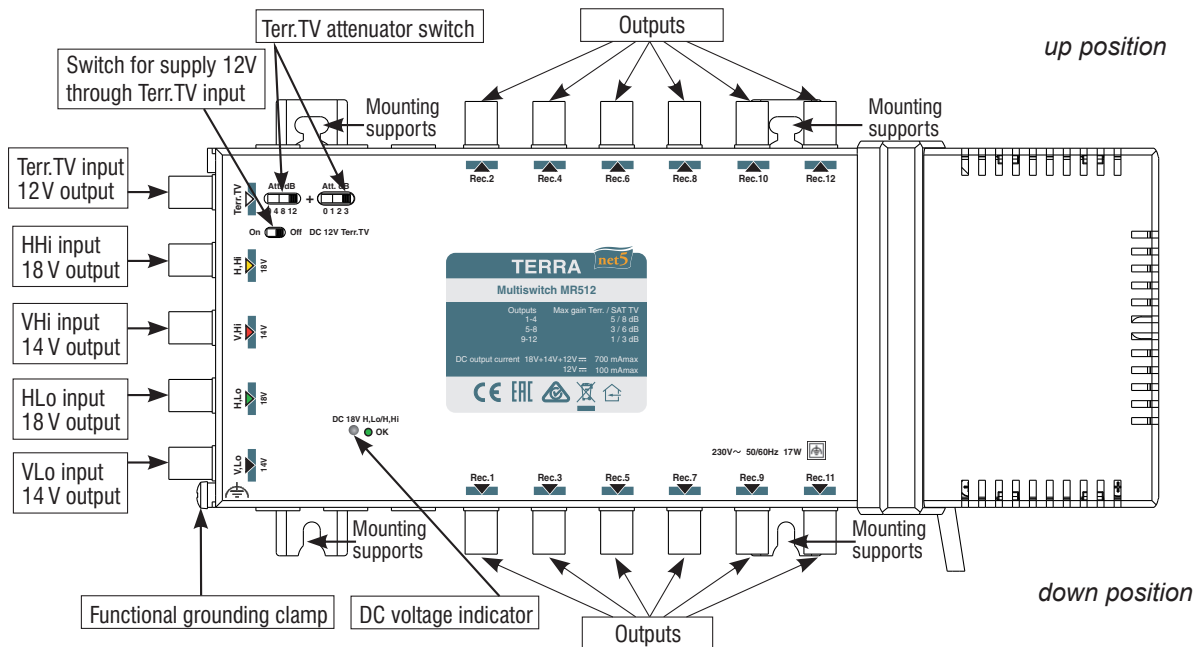 Terr.TV attenuator switch
Outputs
up position
Switch for supply 12V
through Terr.TV input
Mounting
supports
Mounting
supports
Terr.TV input
12V output
HHi input
18V output
VHi input
14V output
HLo input
18V output
VLo input
14V output
Rec.2
Rec.4
Rec.6
Rec.8
Rec.10
Rec.12
Terr.TV
Att. dB
4 8 12
+
Att. dB
0 1 2 3
On
Off
DC 12V Terr.TV
H,Hi
18V
V,Hi
14V
H,Lo
18V
V,Lo
14V
TERRA
net5
Multiswitch MR512
Outputs Max gain Terr. / SAT TV
1-4 5 / 8 dB
5-8 3 / 6 dB
9-12 1 / 3 dB
DC output current 18V+14V+12V⎓ 700 mAmax
12V⎓ 100 mAmax
CE EAC
DC 18V H,Lo/H,Hi
OK
230V~ 50/60Hz 17W
Rec.1
Rec.3
Rec.5
Rec.7
Rec.9
Rec.11
Mounting
supports
Mounting
supports
down position
Functional grounding clamp
DC voltage indicator
Outputs